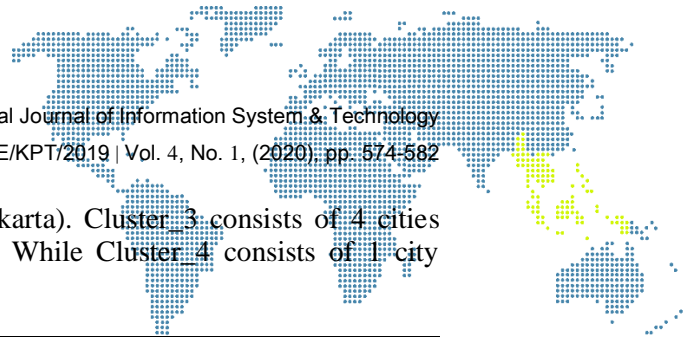 al Journal of Information System & Technology
E/KPT/2019 | Vol. 4, No. 1, (2020), pp. 574-582
karta). Cluster_3 consists of 4 cities
While Cluster_4 consists of 1 city